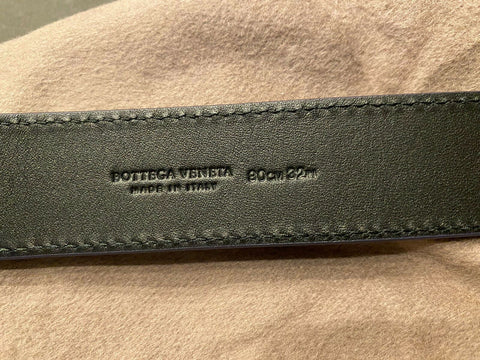 BOTTEGA VENETA 80CM 32IN
MADE IN ITALY